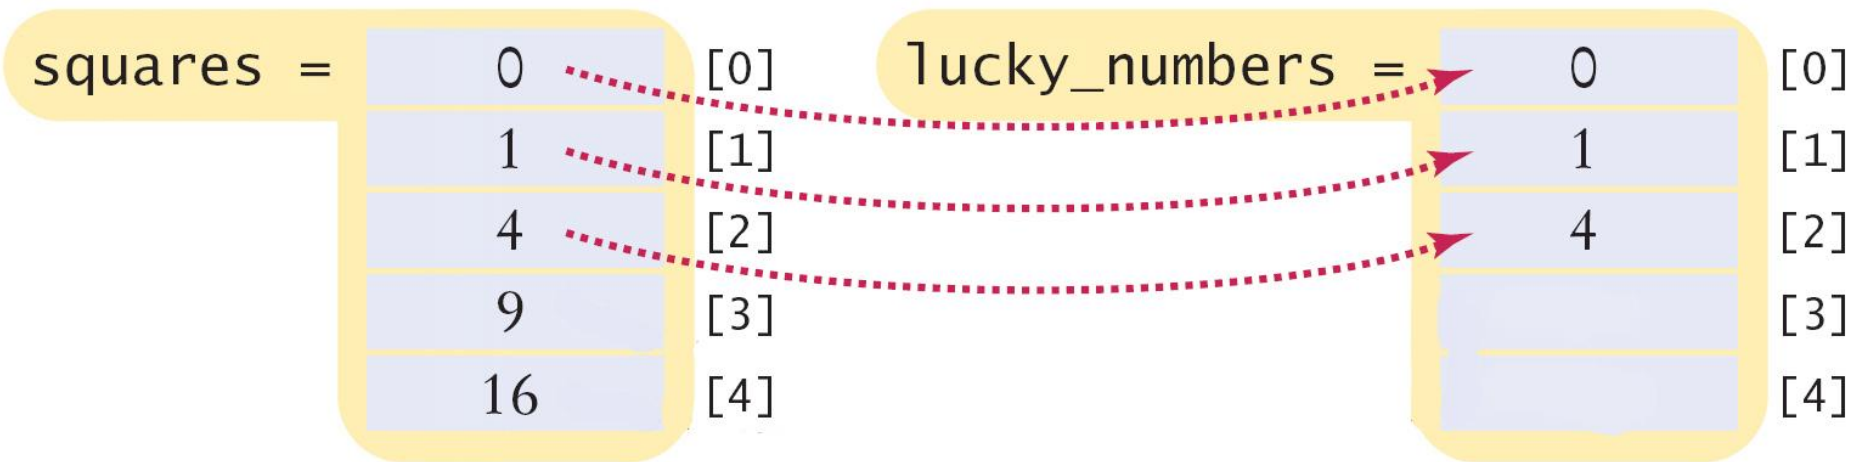 squares = 0 [0] lucky_numbers = 0 [0]
1 [1] 1 [1]
4 [2] 4 [2]
9 [3] [3]
16 [4] [4]